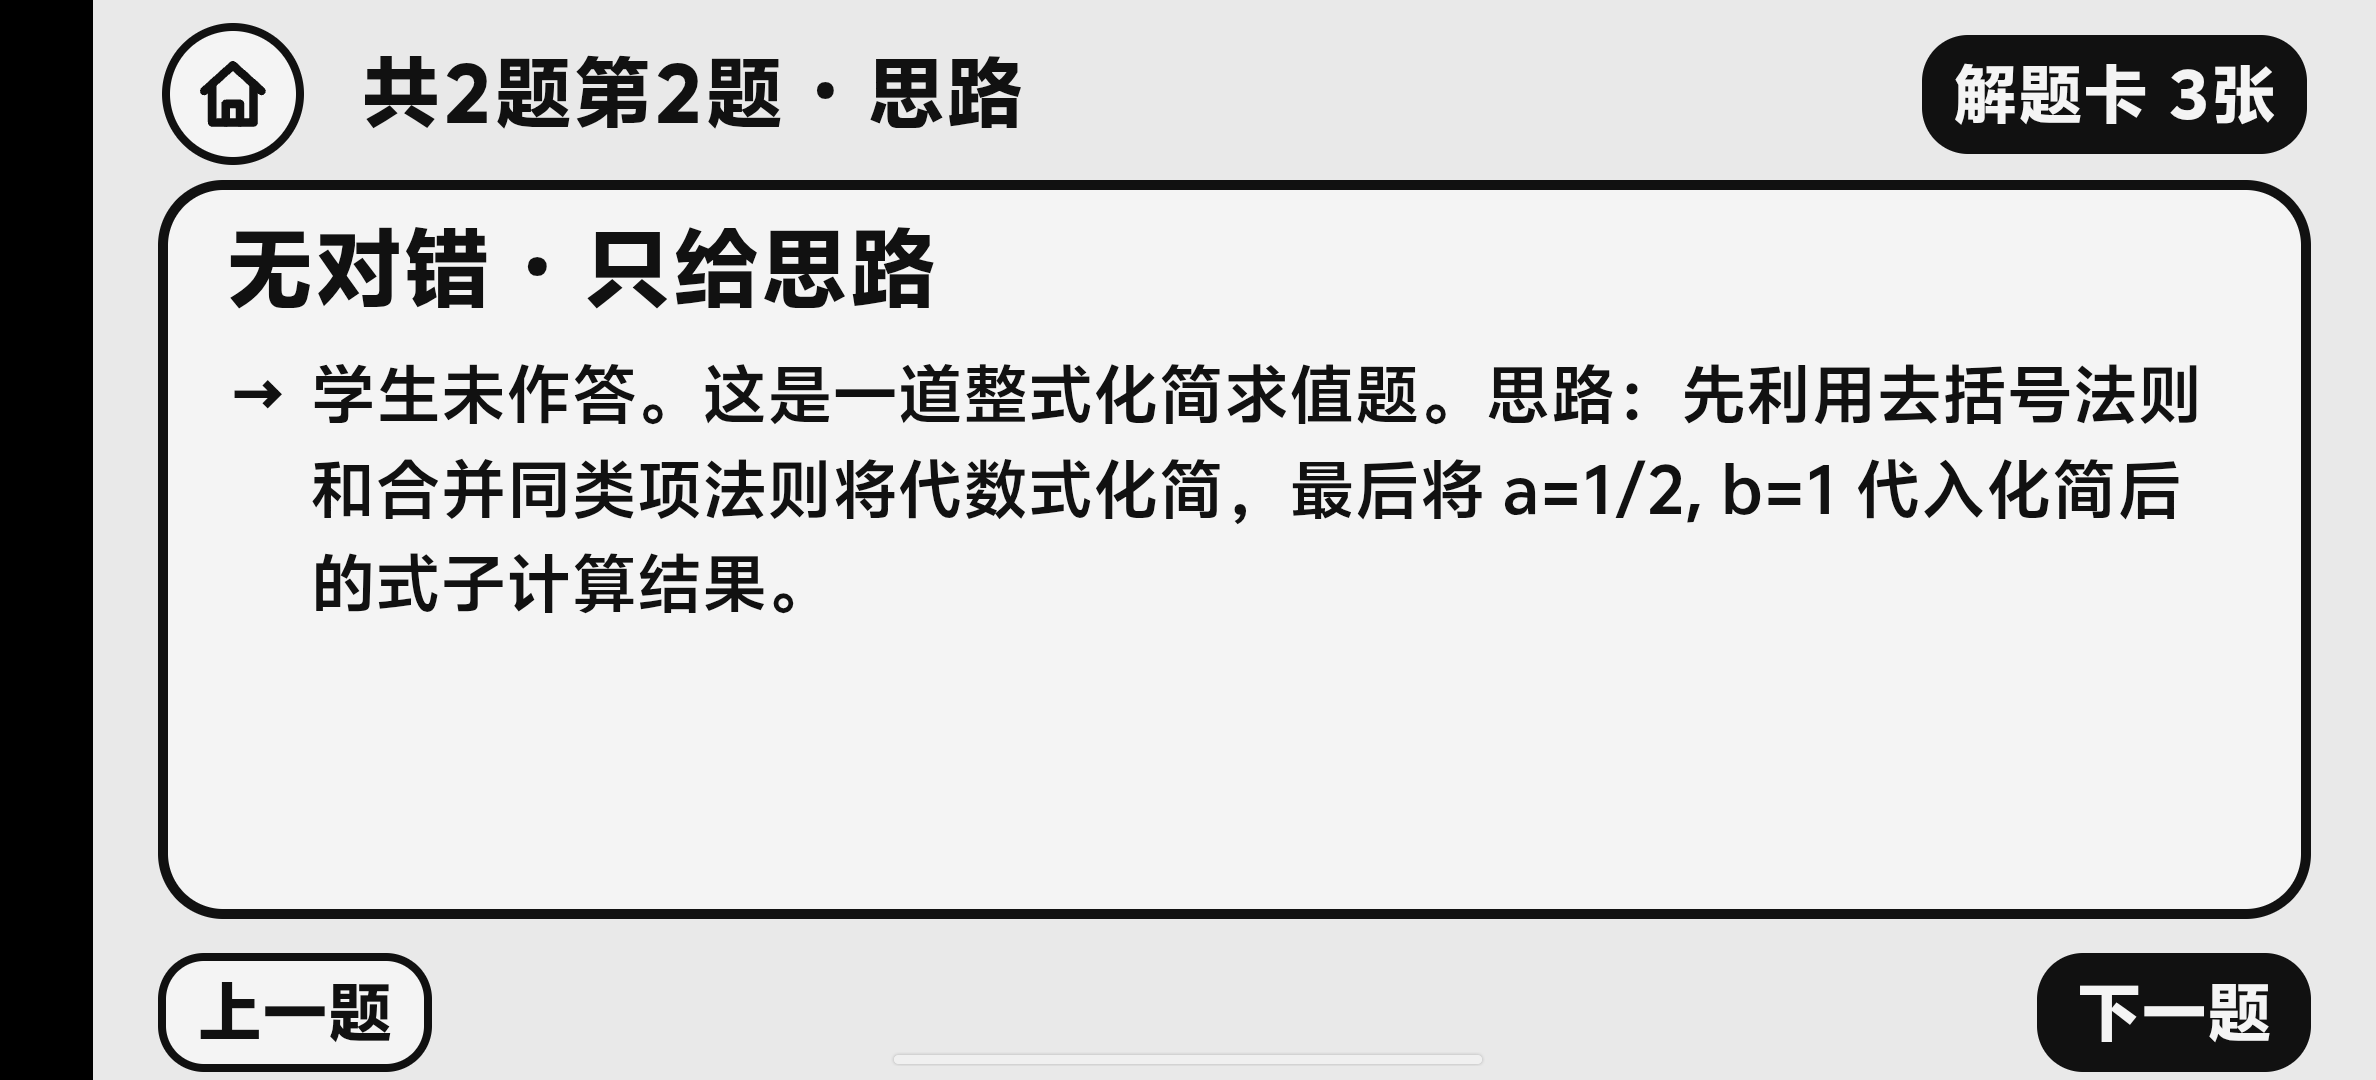 共2题第2题 · 思路
解题卡 3张
无对错 · 只给思路
→ 学生未作答。这是一道整式化简求值题。思路：先利用去括号法则
和合并同类项法则将代数式化简，最后将 a=1/2, b=1 代入化简后
的式子计算结果。
上一题
下一题